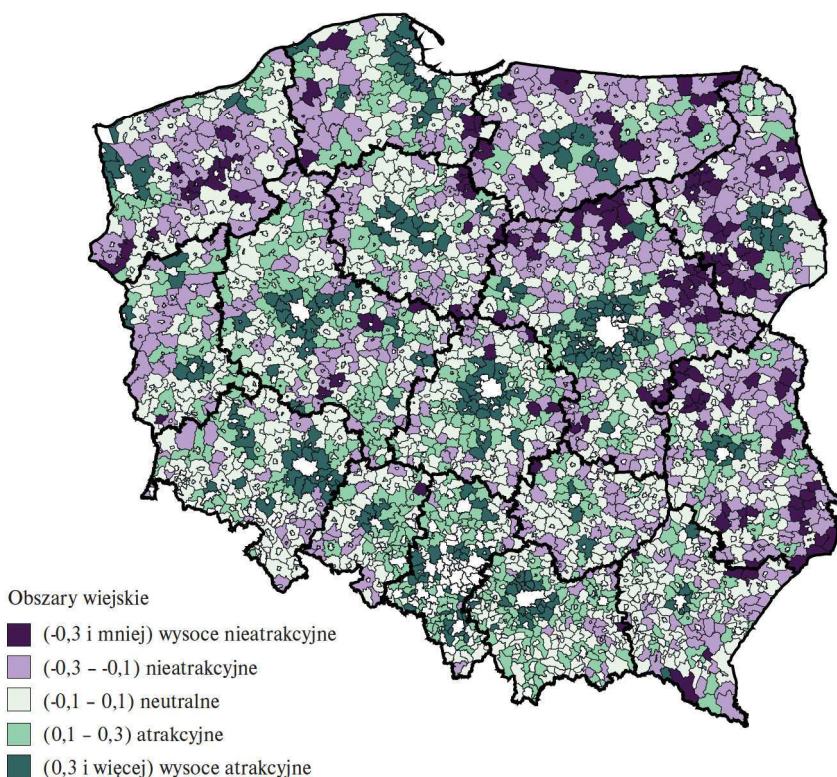 Obszary wiejskie
(-0,3 i mniej) wysoce nieatrakcyjne
(-0,3 – -0,1) nieatrakcyjne
(-0,1 – 0,1) neutralne
(0,1 – 0,3) atrakcyjne
(0,3 i więcej) wysoce atrakcyjne